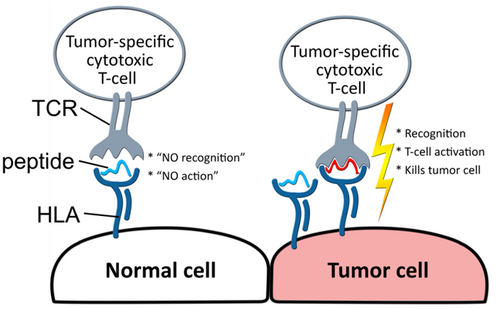 Tumor-specific
cytotoxic
T-cell
TCR
peptide
* “NO recognition”
* “NO action”
HLA
Normal cell
Tumor-specific
cytotoxic
T-cell
* Recognition
* T-cell activation
* Kills tumor cell
Tumor cell